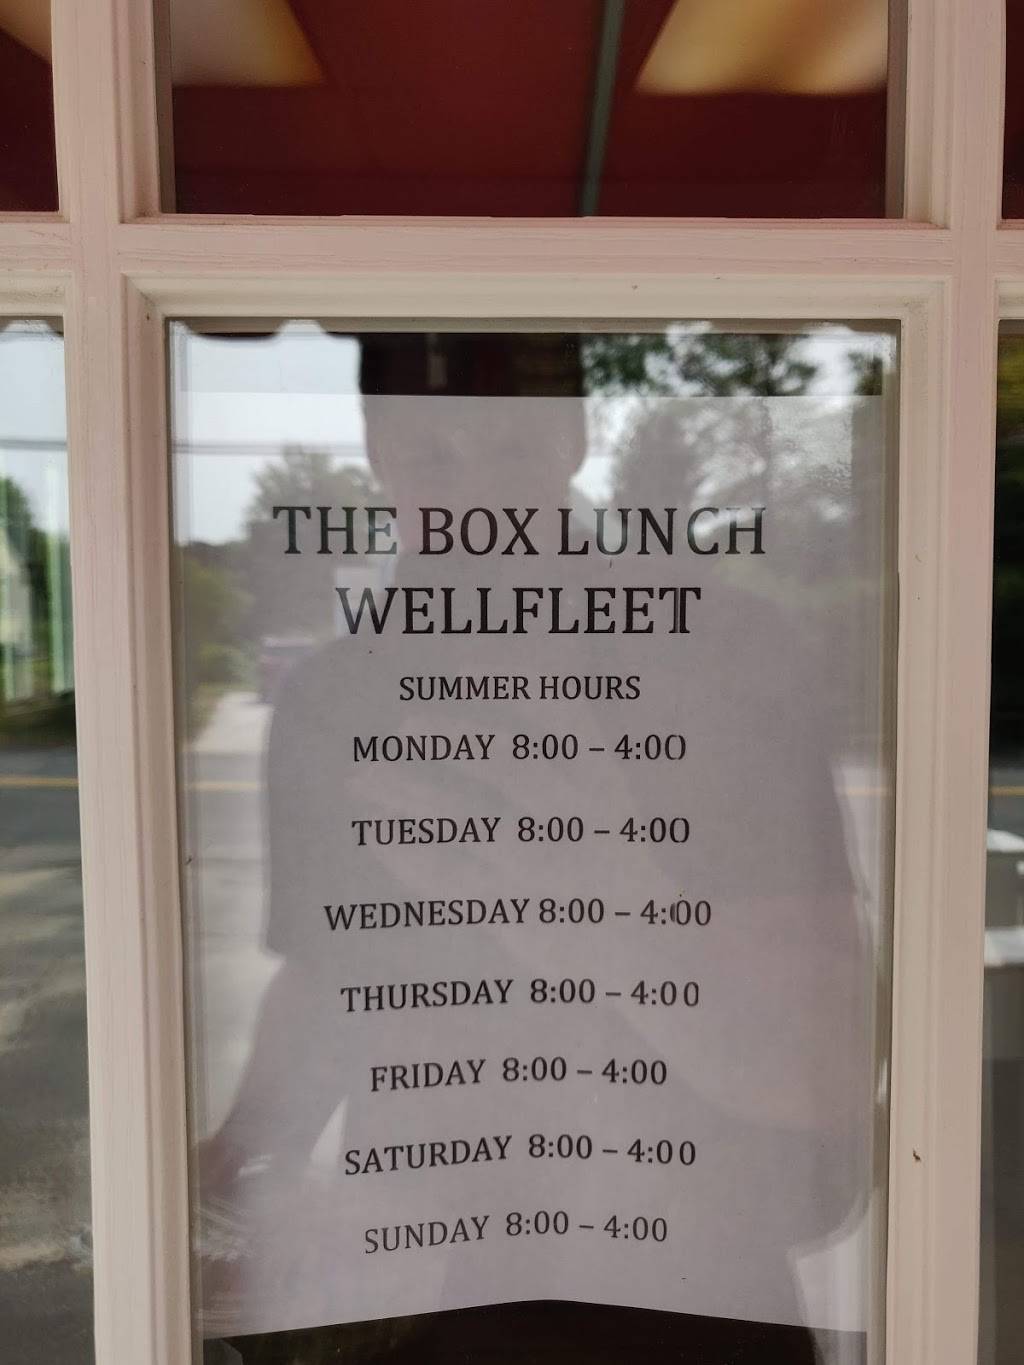 THE BOX LUNCH
WELLFLEET
SUMMER HOURS
MONDAY 8:00 – 4:00
TUESDAY 8:00 – 4:00
WEDNESDAY 8:00 – 4:00
THURSDAY 8:00 – 4:00
FRIDAY 8:00 – 4:00
SATURDAY 8:00 – 4:00
SUNDAY 8:00 – 4:00